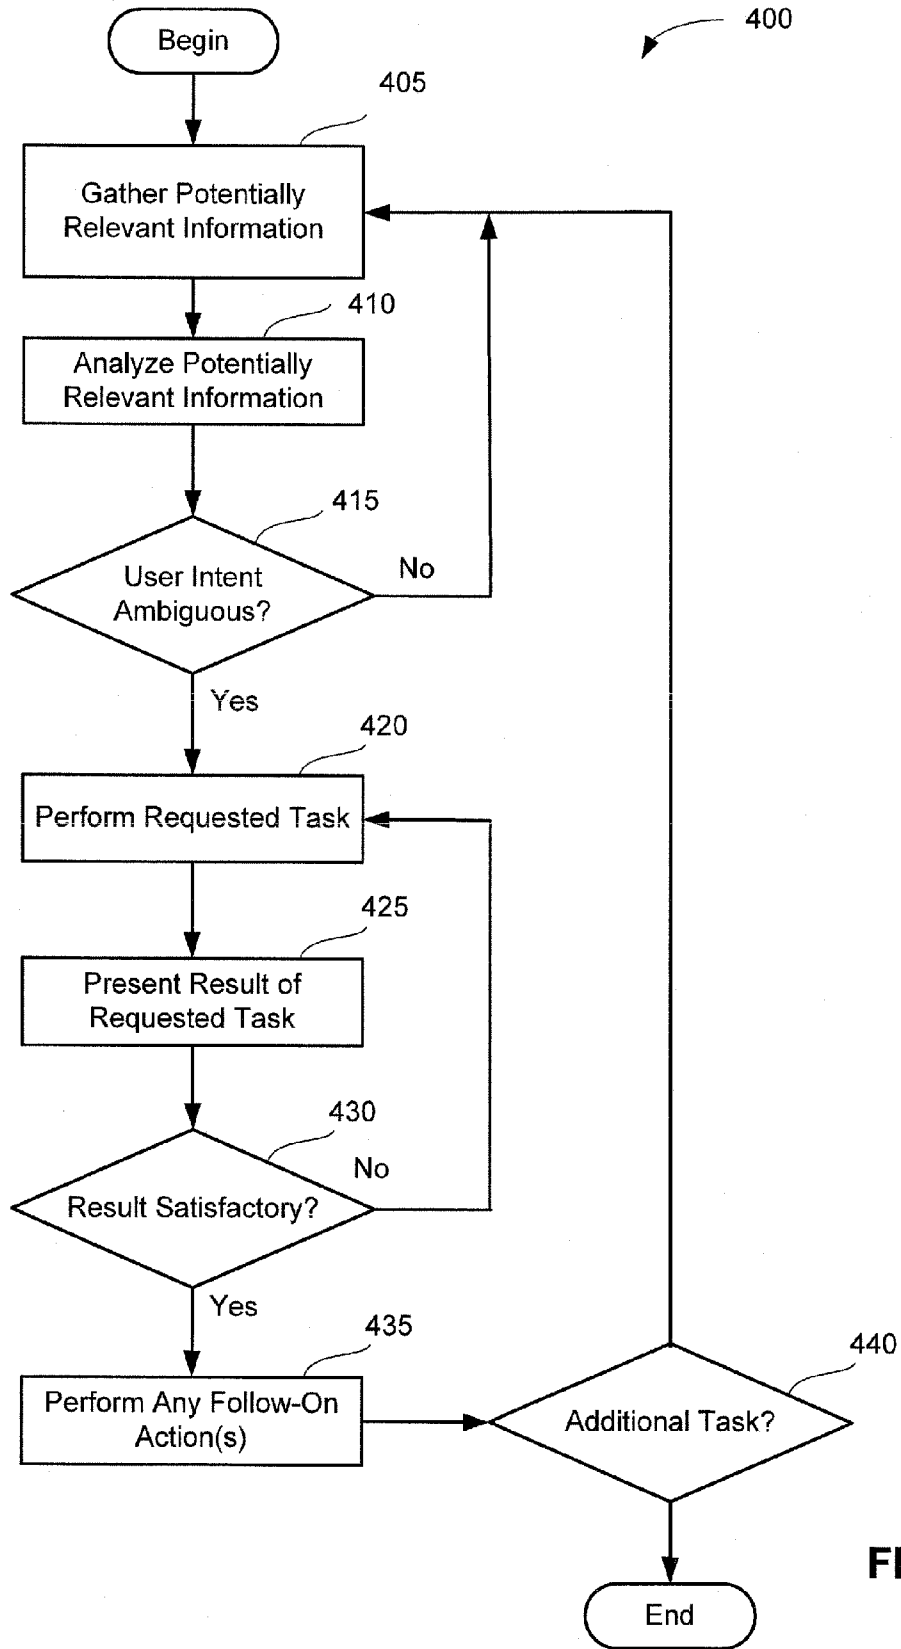 Begin
400
405
Gather Potentially
Relevant Information
410
Analyze Potentially
Relevant Information
415
User Intent
Ambiguous?
No
Yes
420
Perform Requested Task
425
Present Result of
Requested Task
430
No
Result Satisfactory?
Yes
435
Perform Any Follow-On
Action(s)
440
Additional Task?
End